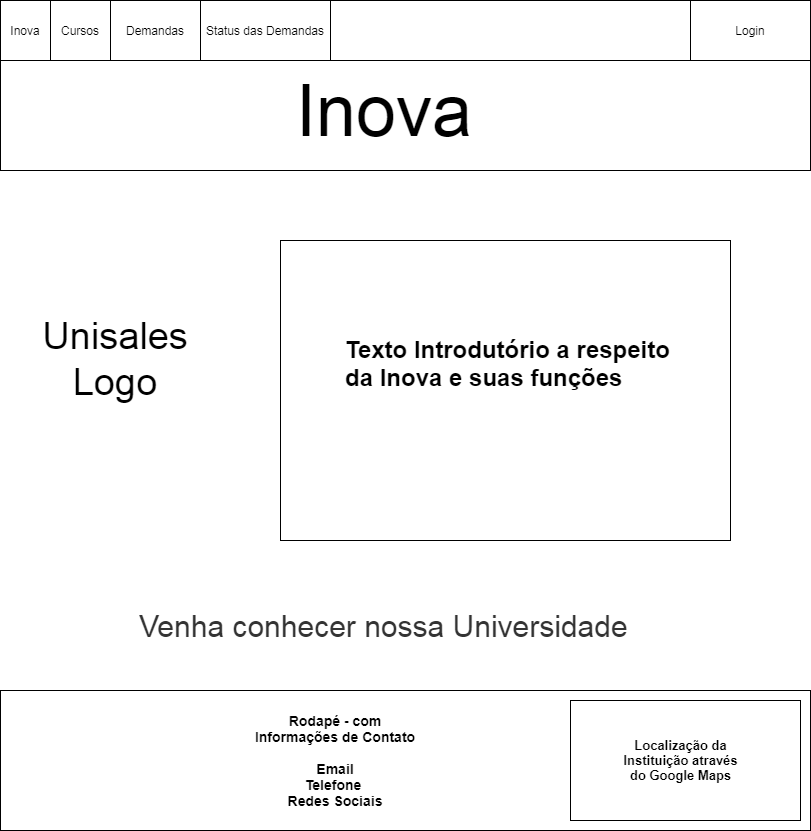 Inova
Cursos
Demandas
Status das Demandas
Login
Inova
Unisales
Logo
Texto Introdutório a respeito
da Inova e suas funções
Venha conhecer nossa Universidade
Rodapé - com
Informações de Contato
Email
Telefone
Redes Sociais
Localização da
Instituição através
do Google Maps